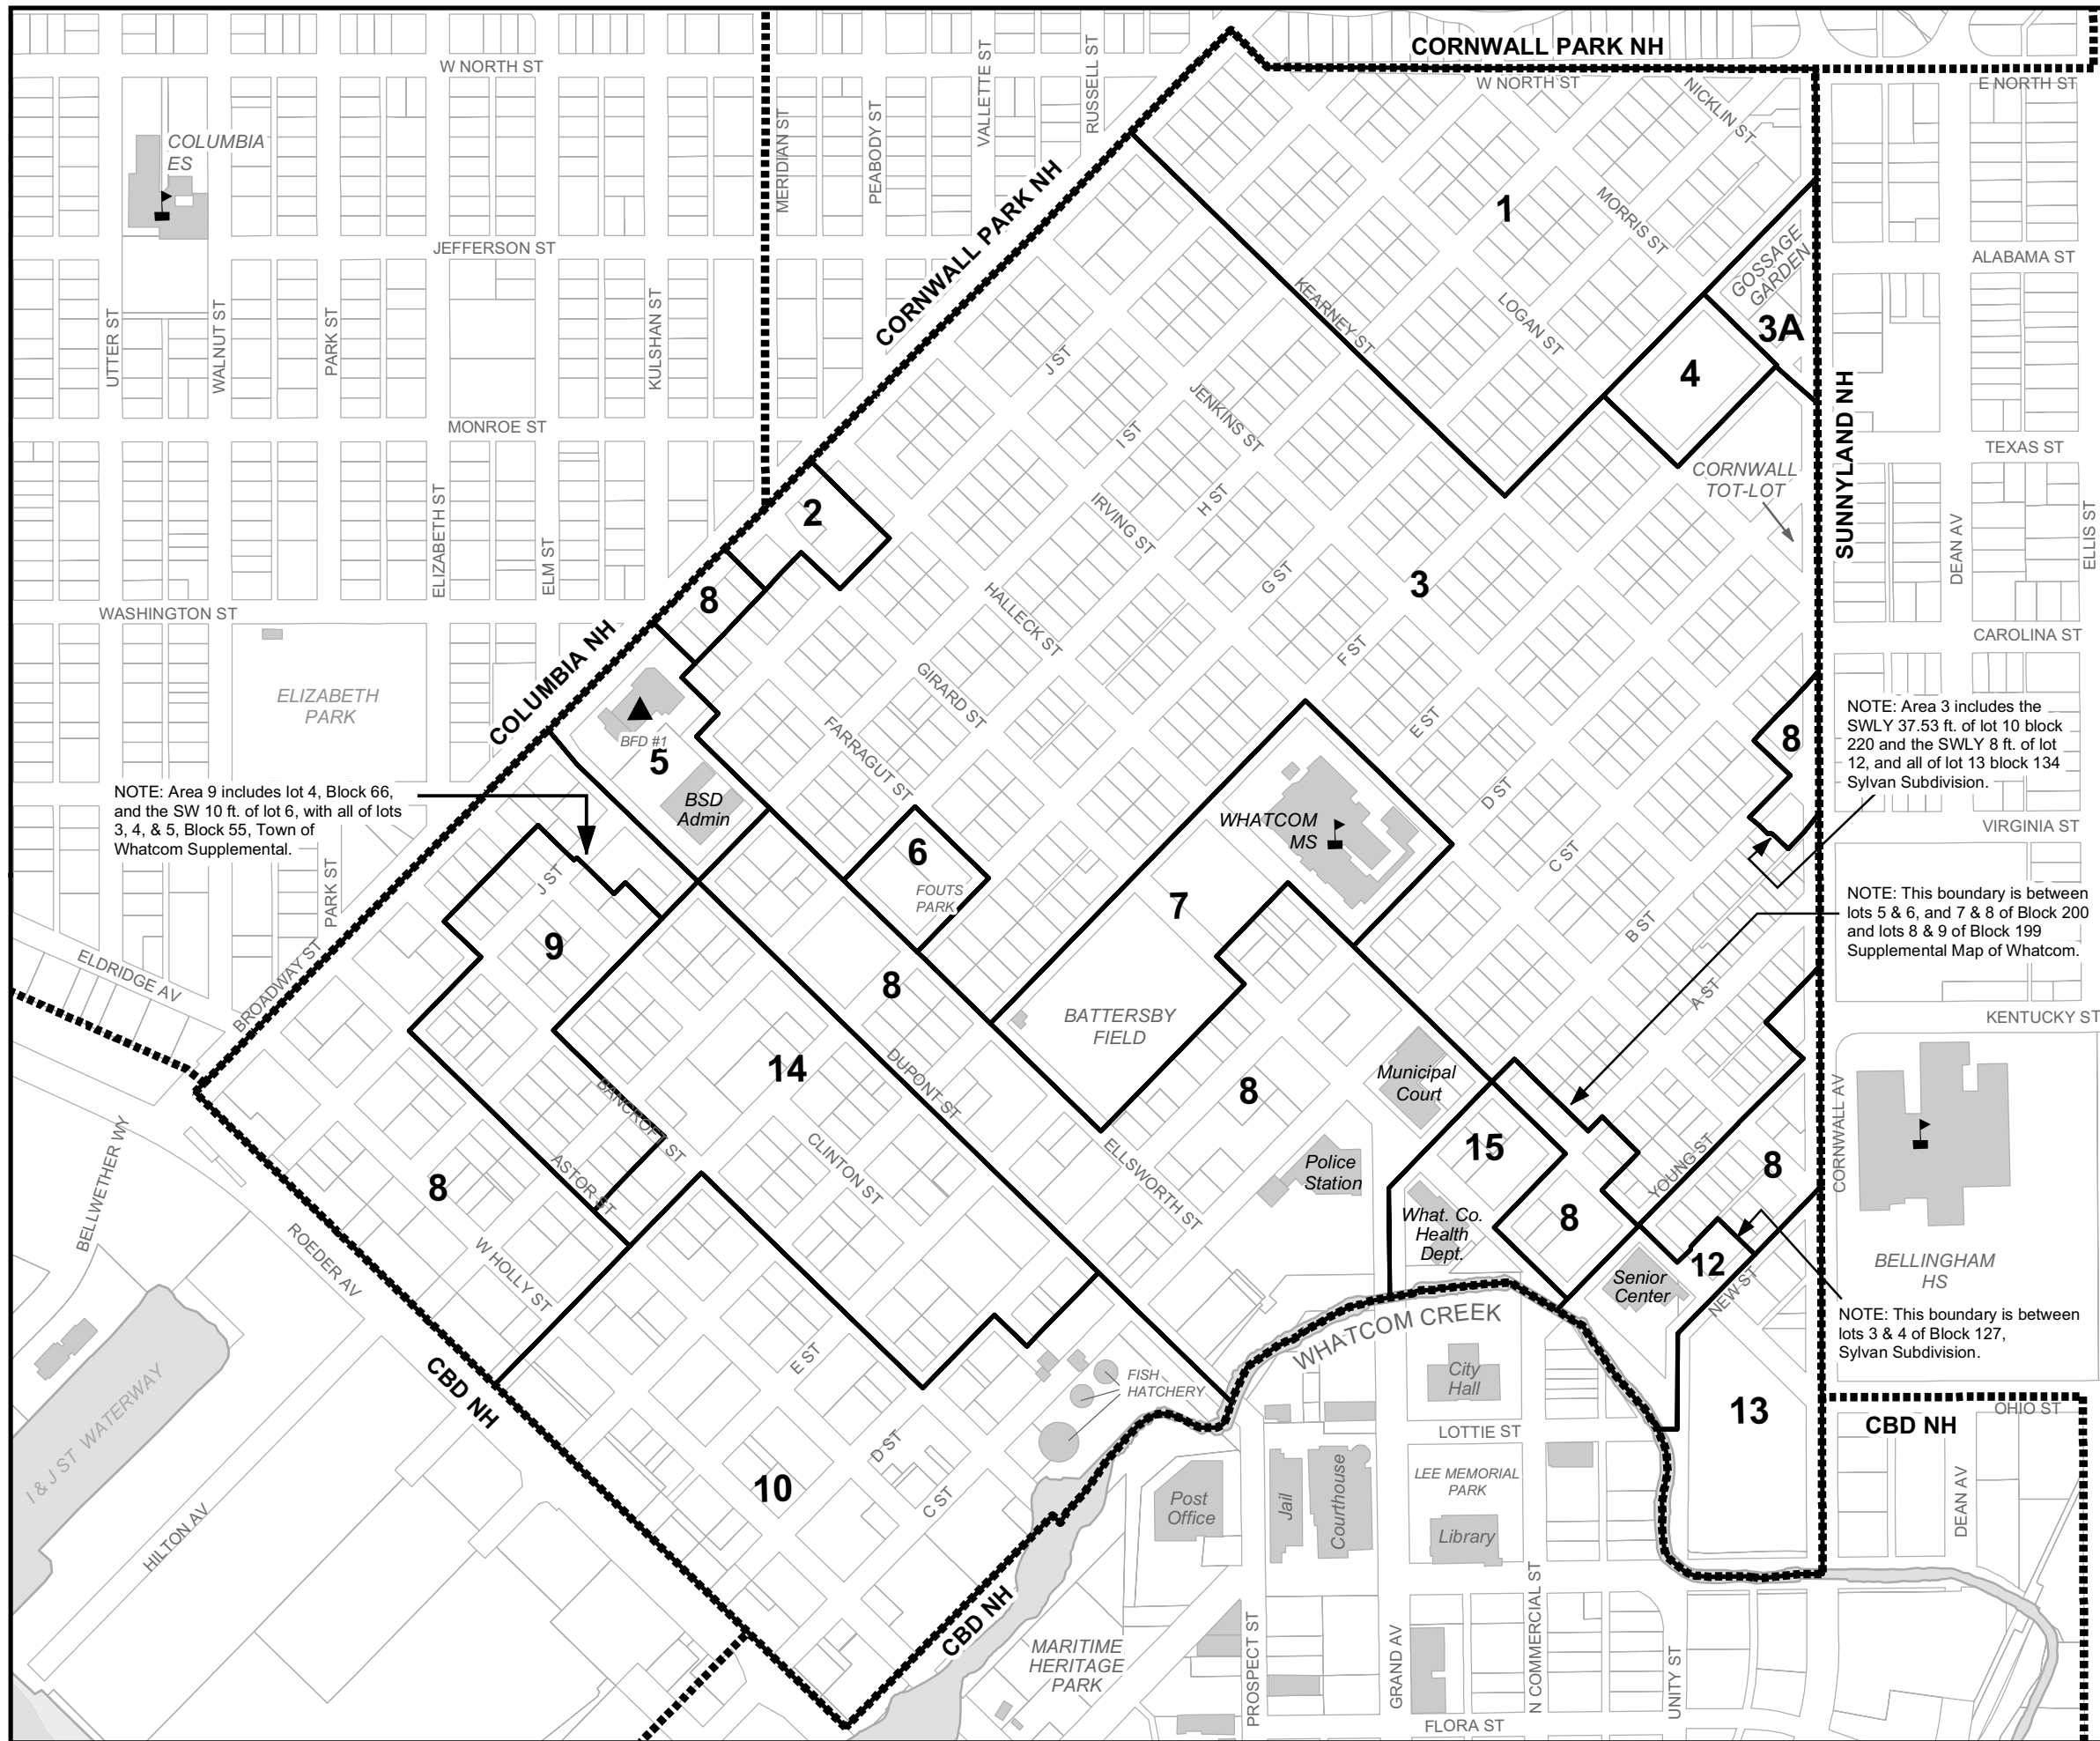 CORNWALL PARK NH
W NORTH ST
W NORTH ST
E NORTH ST
NICKLIN ST
VALLETTE ST
RUSSELL ST
MERIDIAN ST
PEABODY ST
COLUMBIA
ES
CORNWALL PARK NH
1
MORRIS ST
GOSSAGE
GARDEN
3A
ALABAMA ST
JEFFERSON ST
UTTER ST
WALNUT ST
PARK ST
KULSHAN ST
KEARNEY ST
LOGAN ST
J ST
4
JENKINS ST
I ST
MONROE ST
TEXAS ST
SUNNYLAND NH
CORNWALL
TOT-LOT
IRVING ST
H ST
2
ELIZABETH ST
ELM ST
DEAN AV
ELLIS ST
G ST
3
HALLECK ST
8
WASHINGTON ST
CAROLINA ST
F ST
COLUMBIA NH
ELIZABETH
PARK
GIRARD ST
BFD #1
5
FARRAGUT ST
E ST
8
NOTE: Area 3 includes the
SWLY 37.53 ft. of lot 10 block
220 and the SWLY 8 ft. of lot
12, and all of lot 13 block 134
Sylvan Subdivision.
BSD
Admin
D ST
NOTE: Area 9 includes lot 4, Block 66,
and the SW 10 ft. of lot 6, with all of lots
3, 4, & 5, Block 55, Town of
Whatcom Supplemental.
WHATCOM
MS
VIRGINIA ST
C ST
6
FOUTS
PARK
PARK ST
J ST
7
B ST
NOTE: This boundary is between
lots 5 & 6, and 7 & 8 of Block 200
and lots 8 & 9 of Block 199
Supplemental Map of Whatcom.
9
ELDRIDGE AV
BROADWAY ST
8
A ST
BATTERSBY
FIELD
KENTUCKY ST
14
DUPONT ST
Municipal
Court
8
BANCROFT ST
CORNWALL AV
BELLWETHER WY
CLINTON ST
ELLSWORTH ST
15
Police
Station
YOUNG ST
8
8
ASTOR ST
What. Co.
Health
Dept.
8
ROEDER AV
W HOLLY ST
12
Senior
Center
NEW ST
BELLINGHAM
HS
WHATCOM CREEK
NOTE: This boundary is between
lots 3 & 4 of Block 127,
Sylvan Subdivision.
E ST
FISH
HATCHERY
City
Hall
CBD NH
I & J ST WATERWAY
13
OHIO ST
CBD NH
LOTTIE ST
D ST
10
C ST
LEE MEMORIAL
PARK
Post
Office
Jail
Courthouse
Library
DEAN AV
HILTON AV
CBD NH
MARITIME
HERITAGE
PARK
PROSPECT ST
GRAND AV
N COMMERCIAL ST
UNITY ST
FLORA ST